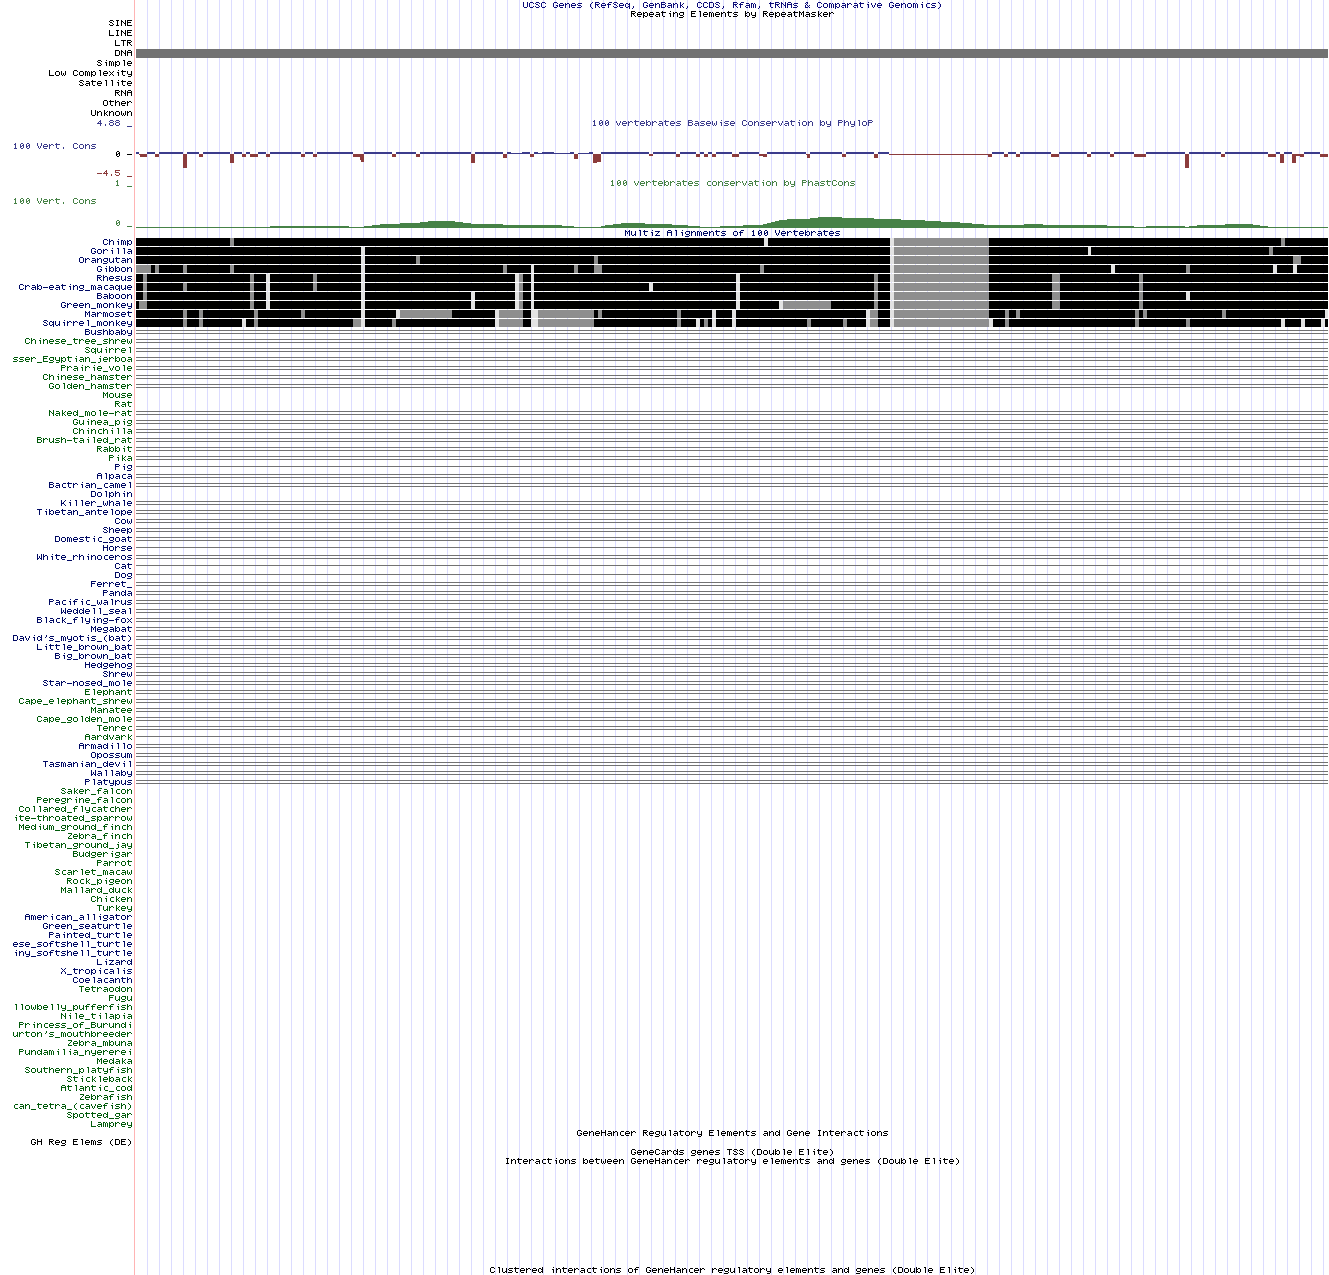 UCSC Genes (RefSeq, GenBank, CCDS, Rfam, tRNAs & Comparative Genomics)
Repeating Elements by RepeatMasker
SINE
LINE
LTR
DNA
Simple
Low Complexity
Satellite
RNA
Other
Unknown
100 vertebrates Basewise Conservation by PhyloP
4.88 _
100 Vert. Cons
0 _
-4.5 _
100 vertebrates conservation by PhastCons
1 _
100 Vert. Cons
0 _
Multiz Alignments of 100 Vertebrates
Chimp
Gorilla
Orangutan
Gibbon
Rhesus
Crab-eating_macaque
Baboon
Green_monkey
Marmoset
Squirrel_monkey
Bushbaby
Chinese_tree_shrew
Squirrel
sser_Egyptian_jerboa
Prairie_vole
Chinese_hamster
Golden_hamster
Mouse
Rat
Naked_mole-rat
Guinea_pig
Chinchilla
Brush-tailed_rat
Rabbit
Pika
Pig
Alpaca
Bactrian_camel
Dolphin
Killer_whale
Tibetan_antelope
Cow
Sheep
Domestic_goat
Horse
White_rhinoceros
Cat
Dog
Ferret_
Panda
Pacific_walrus
Weddell_seal
Black_flying-fox
Megabat
David's_myotis_(bat)
Little_brown_bat
Big_brown_bat
Hedgehog
Shrew
Star-nosed_mole
Elephant
Cape_elephant_shrew
Manatee
Cape_golden_mole
Tenrec
Aardvark
Armadillo
Opossum
Tasmanian_devil
Wallaby
Platypus
Saker_falcon
Peregrine_falcon
Collared_flycatcher
ite-throated_sparrow
Medium_ground_finch
Zebra_finch
Tibetan_ground_jay
Budgerigar
Parrot
Scarlet_macaw
Rock_pigeon
Mallard_duck
Chicken
Turkey
American_alligator
Green_seaturtle
Painted_turtle
ese_softshell_turtle
iny_softshell_turtle
Lizard
X_tropicalis
Coelacanth
Tetraodon
Fugu
llowbelly_pufferfish
Nile_tilapia
Princess_of_Burundi
urton's_mouthbreeder
Zebra_mbuna
Pundamilia_nyererei
Medaka
Southern_platyfish
Stickleback
Atlantic_cod
Zebrafish
can_tetra_(cavefish)
Spotted_gar
Lamprey
GeneHancer Regulatory Elements and Gene Interactions
GH Reg Elems (DE)
GeneCards genes TSS (Double Elite)
Interactions between GeneHancer regulatory elements and genes (Double Elite)
Clustered interactions of GeneHancer regulatory elements and genes (Double Elite)